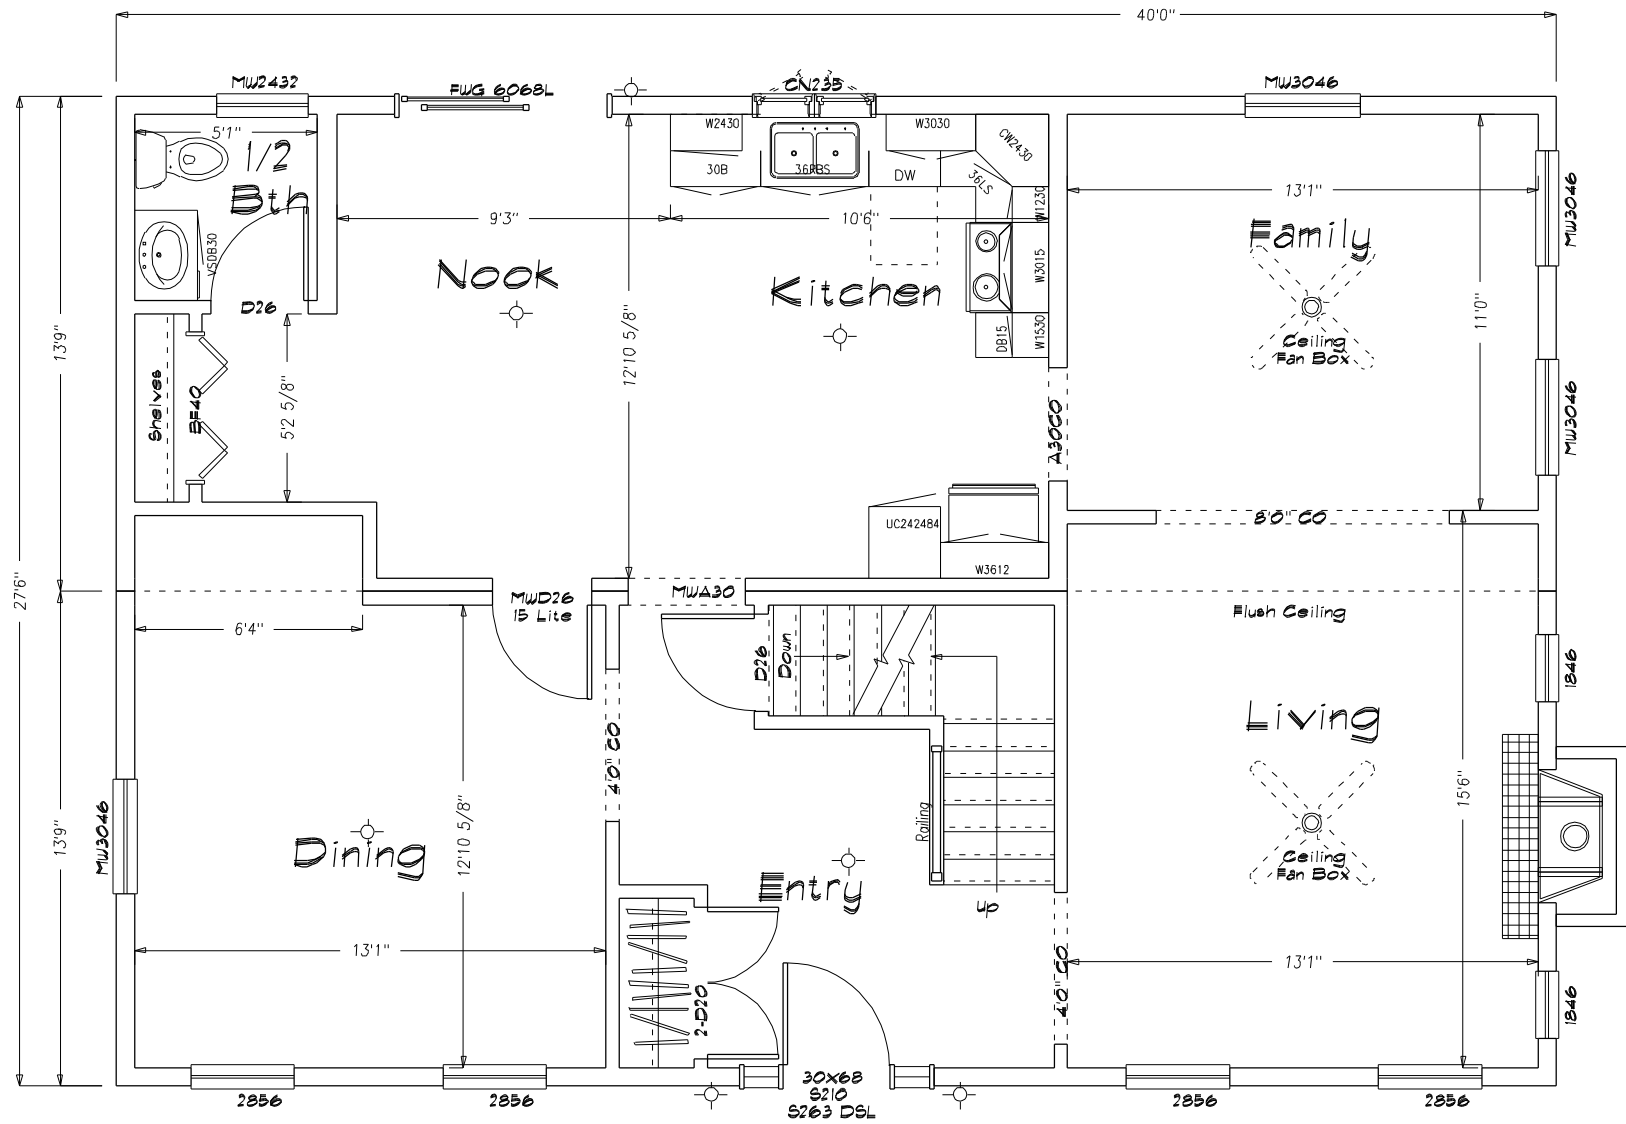 40'0"
MW2432
FWG 6068L
CN235
MW3046
5'1"
1/2
Bth
W2430
W3030
CW2430
30B
36RBS
DW
36LS
13'1"
MW3046
9'3"
10'6"
W1230
Family
VSDB30
Nook
Kitchen
W3015
D26
11'0"
13'9"
12'10 5/8"
DB15
W1530
Ceiling
Fan Box
Shelves
BF40
5'2 5/8"
A30CO
MW3046
UC242484
8'0" CO
W3612
27'6"
MWD26
15 Lite
MWA30
Flush Ceiling
6'4"
D26
Down
1846
Living
4'0" CO
15'6"
13'9"
MW3046
Dining
12'10 5/8"
Railing
Ceiling
Fan Box
Entry
up
13'1"
4'0" CO
13'1"
2-D20
1846
30X68
S210
S263 DSL
2856
2856
2856
2856